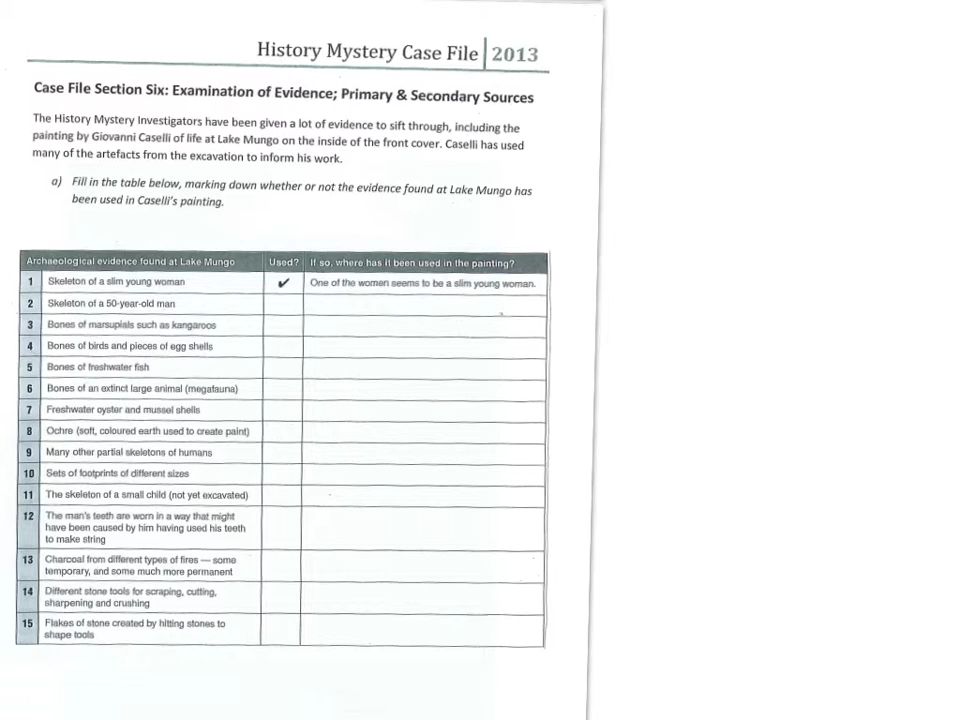 History Mystery Case File 2013
Case File Section Six: Examination of Evidence; Primary & Secondary Sources
The History Mystery Investigators have been given a lot of evidence to sift through, including the
painting by Giovanni Caselli of life at Lake Mungo on the inside of the front cover. Caselli has used
many of the artefacts from the excavation to inform his work.
a) Fill in the table below, marking down whether or not the evidence found at Lake Mungo has
been used in Caselli's painting.
Archaeological evidence found at Lake Mungo Used? If so, where has it been used in the painting?
1 Skeleton of a slim young woman ✔ One of the women seems to be a slim young woman.
2 Skeleton of a 50-year-old man
3 Bones of marsupials such as kangaroos
4 Bones of birds and pieces of egg shells
5 Bones of freshwater fish
6 Bones of an extinct large animal (megafauna)
7 Freshwater oyster and mussel shells
8 Ochre (soft, coloured earth used to create paint)
9 Many other partial skeletons of humans
10 Sets of footprints of different sizes
11 The skeleton of a small child (not yet excavated)
12 The man's teeth are worn in a way that might
have been caused by him having used his teeth
to make string
13 Charcoal from different types of fires — some
temporary, and some much more permanent
14 Different stone tools for scraping, cutting,
sharpening and crushing
15 Flakes of stone created by hitting stones to
shape tools